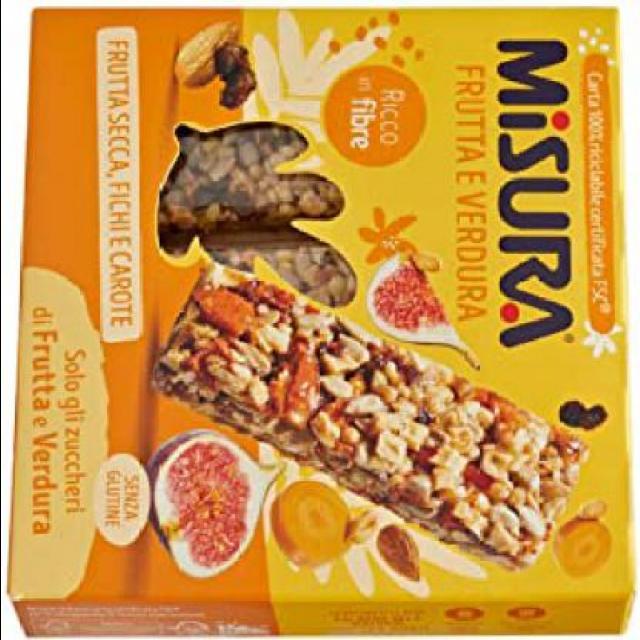 Carta 100% riciclabile certificata FSC®
MiSURA®
FRUTTA E VERDURA
Ricco
in
fibre
FRUTTA SECCA, FICHI E CAROTE
Solo gli zuccheri
di Frutta e Verdura
SENZA
GLUTINE